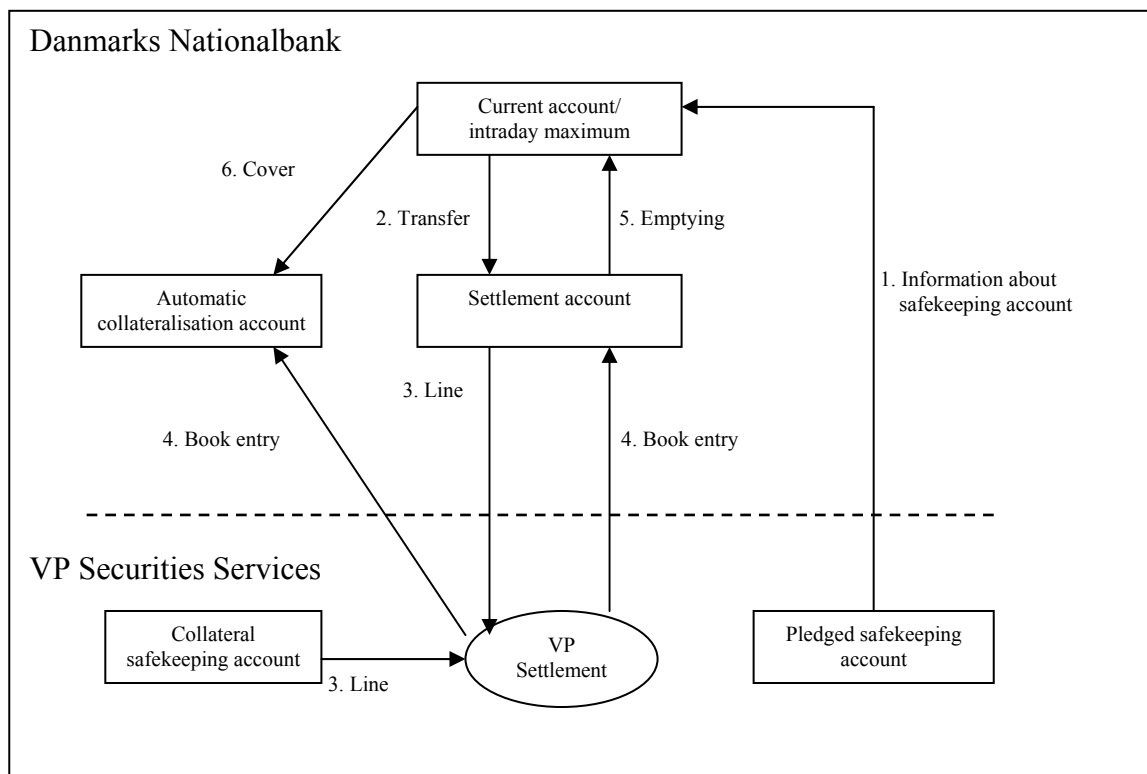 Danmarks Nationalbank
Current account/
intraday maximum
6. Cover
2. Transfer
5. Emptying
1. Information about
safekeeping account
Automatic
collateralisation account
Settlement account
3. Line
4. Book entry
4. Book entry
VP Securities Services
Collateral
safekeeping account
3. Line
VP
Settlement
Pledged safekeeping
account